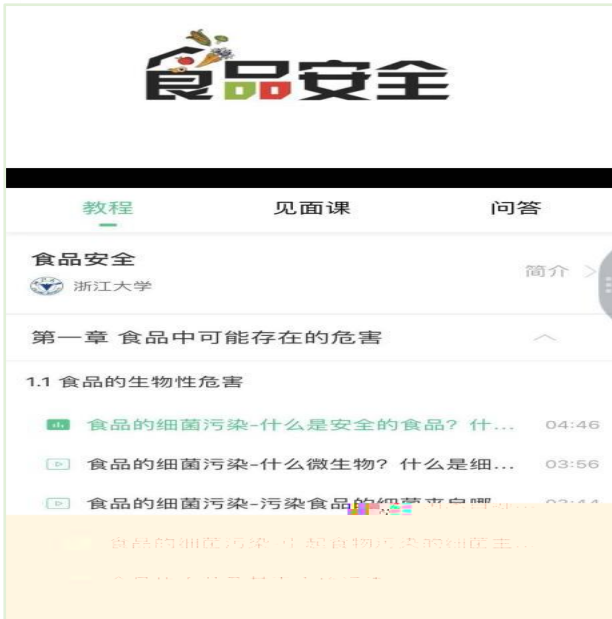 食品安全
教程 见面课 问答
食品安全
简介
浙江大学
第一章 食品中可能存在的危害
1.1 食品的生物性危害
食品的细菌污染-什么是安全的食品？什... 04:46
食品的细菌污染-什么微生物？什么是细... 03:56
食品的细菌污染-污染食品的细菌来自哪